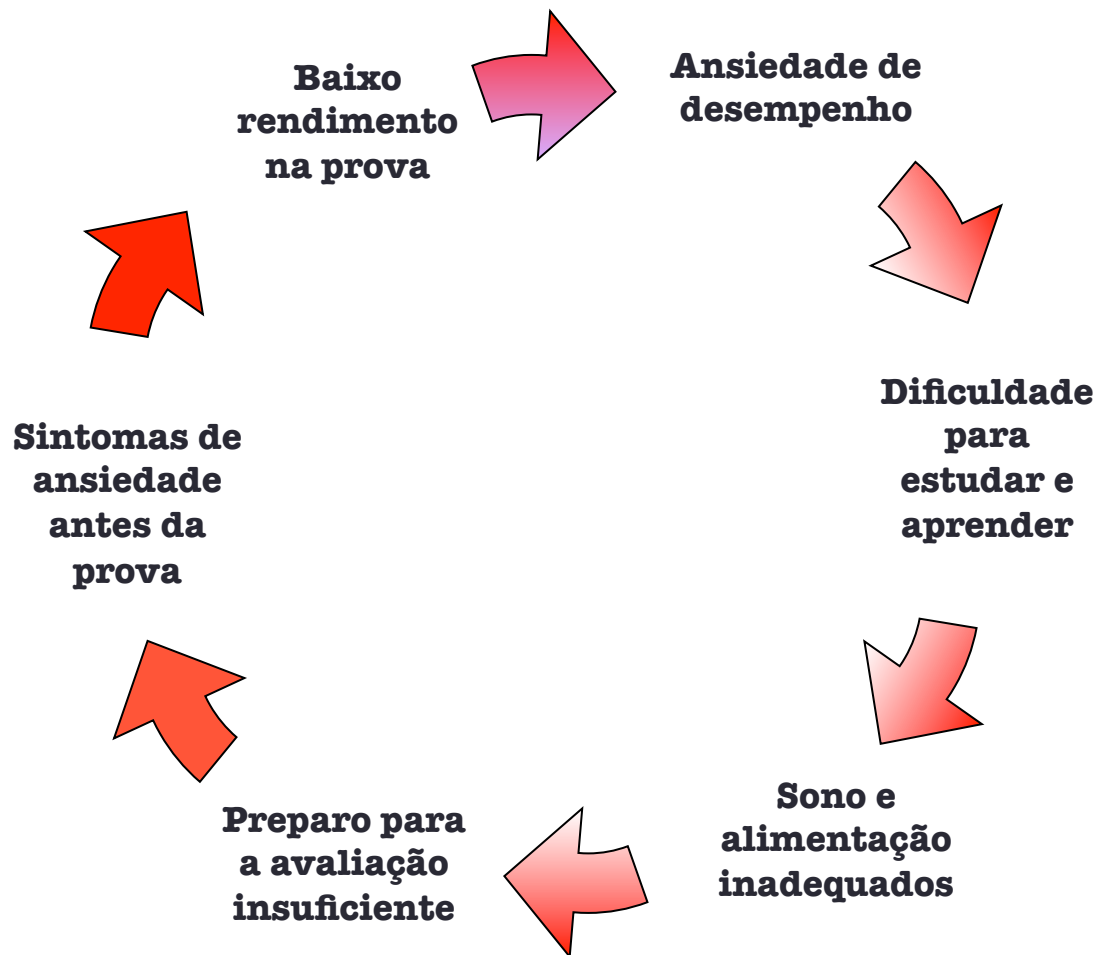 Baixo
rendimento
na prova
Ansiedade de
desempenho
Dificuldade
para
estudar e
aprender
Sono e
alimentação
inadequados
Preparo para
a avaliação
insuficiente
Sintomas de
ansiedade
antes da
prova